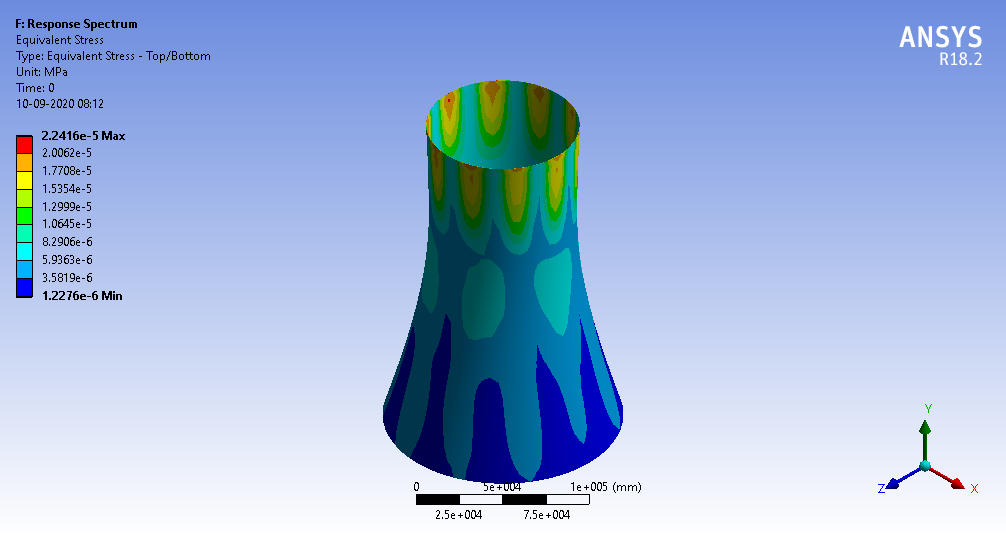 F: Response Spectrum
Equivalent Stress
Type: Equivalent Stress - Top/Bottom
Unit: MPa
Time: 0
10-09-2020 08:12
ANSYS
R18.2
2.2416e-5 Max
2.0062e-5
1.7708e-5
1.5354e-5
1.2999e-5
1.0645e-5
8.2906e-6
5.9363e-6
3.5819e-6
1.2276e-6 Min
0 5e+004 1e+005 (mm)
2.5e+004 7.5e+004
Y
Z X